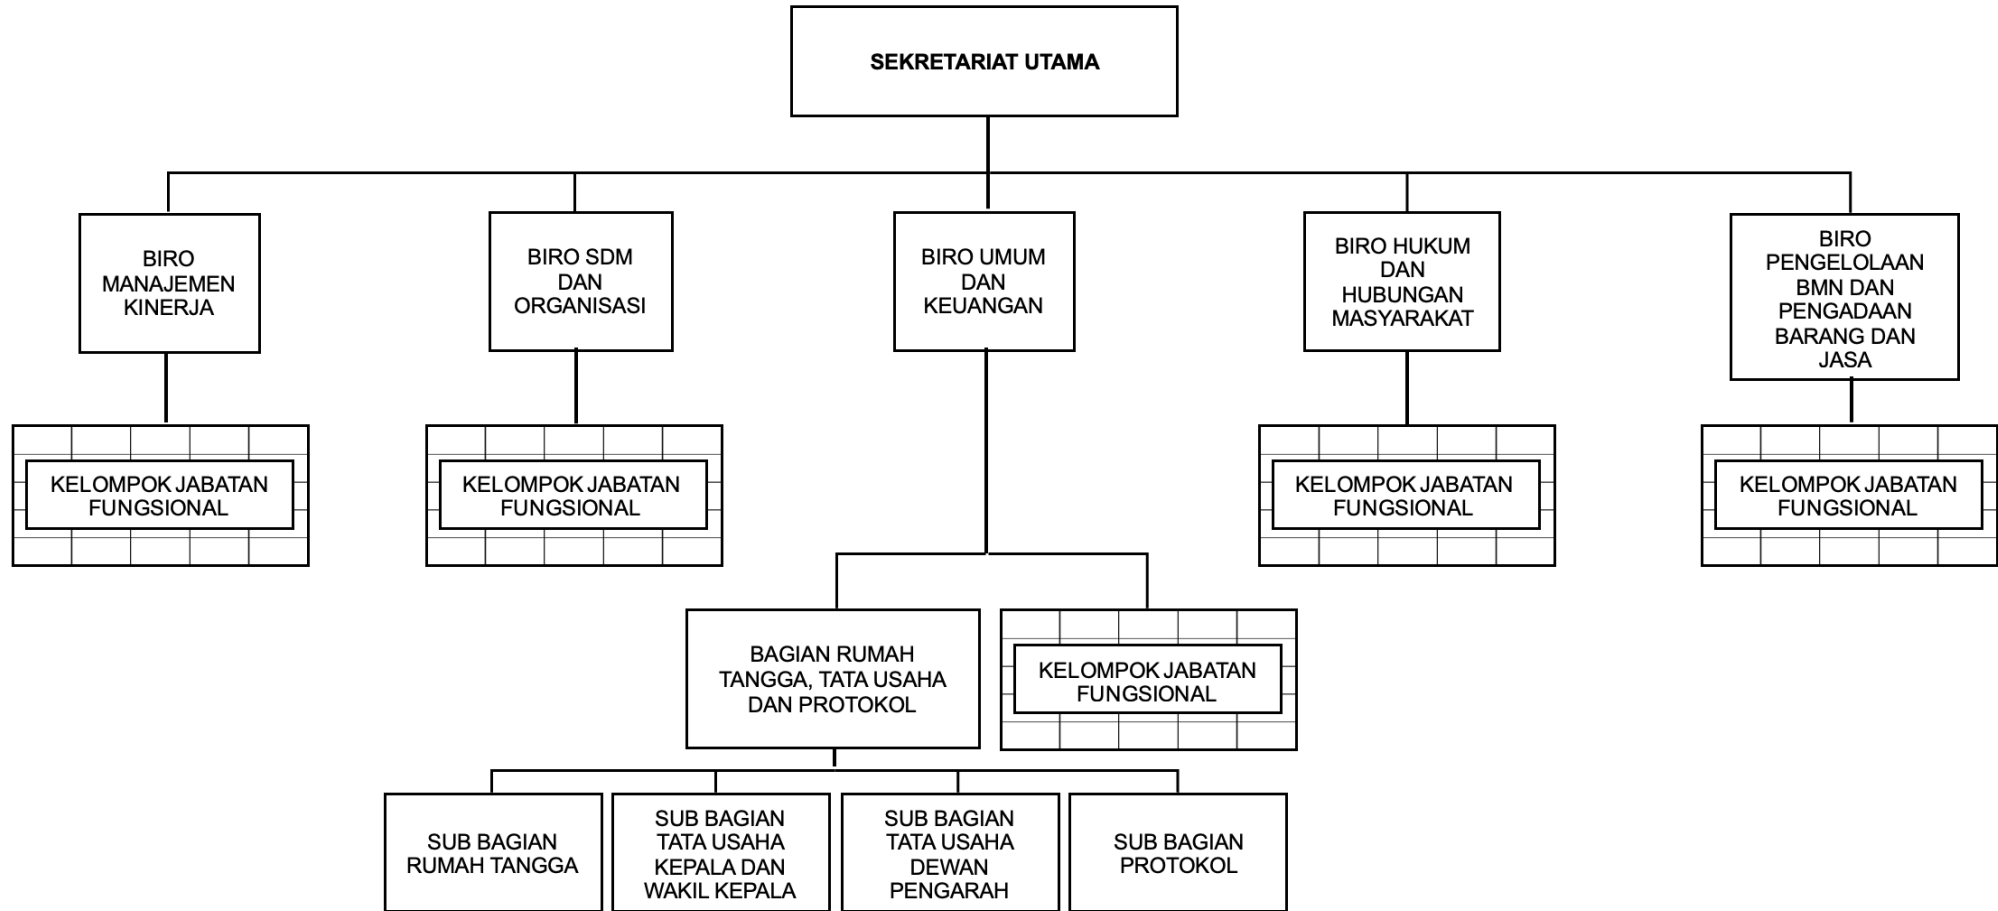 SEKRETARIAT UTAMA
BIRO
MANAJEMEN
KINERJA
BIRO SDM
DAN
ORGANISASI
BIRO UMUM
DAN
KEUANGAN
BIRO HUKUM
DAN
HUBUNGAN
MASYARAKAT
BIRO
PENGELOLAAN
BMN DAN
PENGADAAN
BARANG DAN
JASA
KELOMPOK JABATAN
FUNGSIONAL
KELOMPOK JABATAN
FUNGSIONAL
KELOMPOK JABATAN
FUNGSIONAL
KELOMPOK JABATAN
FUNGSIONAL
BAGIAN RUMAH
TANGGA, TATA USAHA
DAN PROTOKOL
KELOMPOK JABATAN
FUNGSIONAL
SUB BAGIAN
RUMAH TANGGA
SUB BAGIAN
TATA USAHA
KEPALA DAN
WAKIL KEPALA
SUB BAGIAN
TATA USAHA
DEWAN
PENGARAH
SUB BAGIAN
PROTOKOL